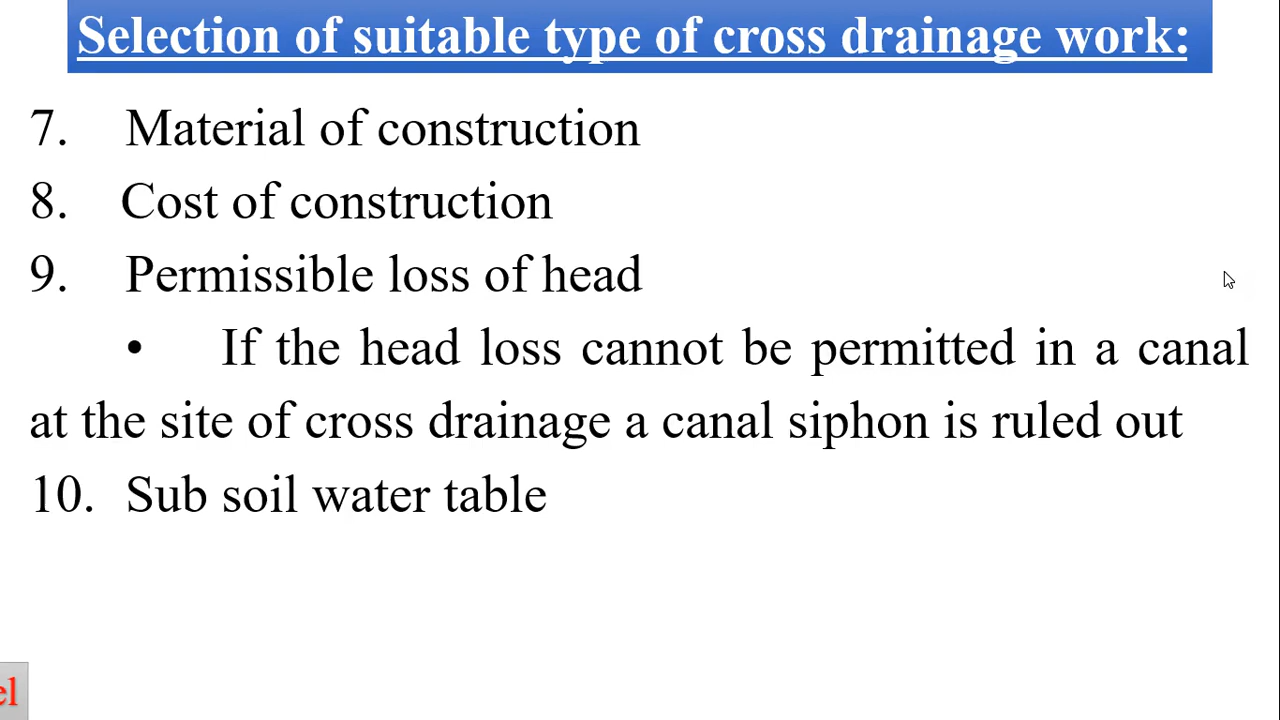 Selection of suitable type of cross drainage work:
7. Material of construction
8. Cost of construction
9. Permissible loss of head
• If the head loss cannot be permitted in a canal
at the site of cross drainage a canal siphon is ruled out
10. Sub soil water table